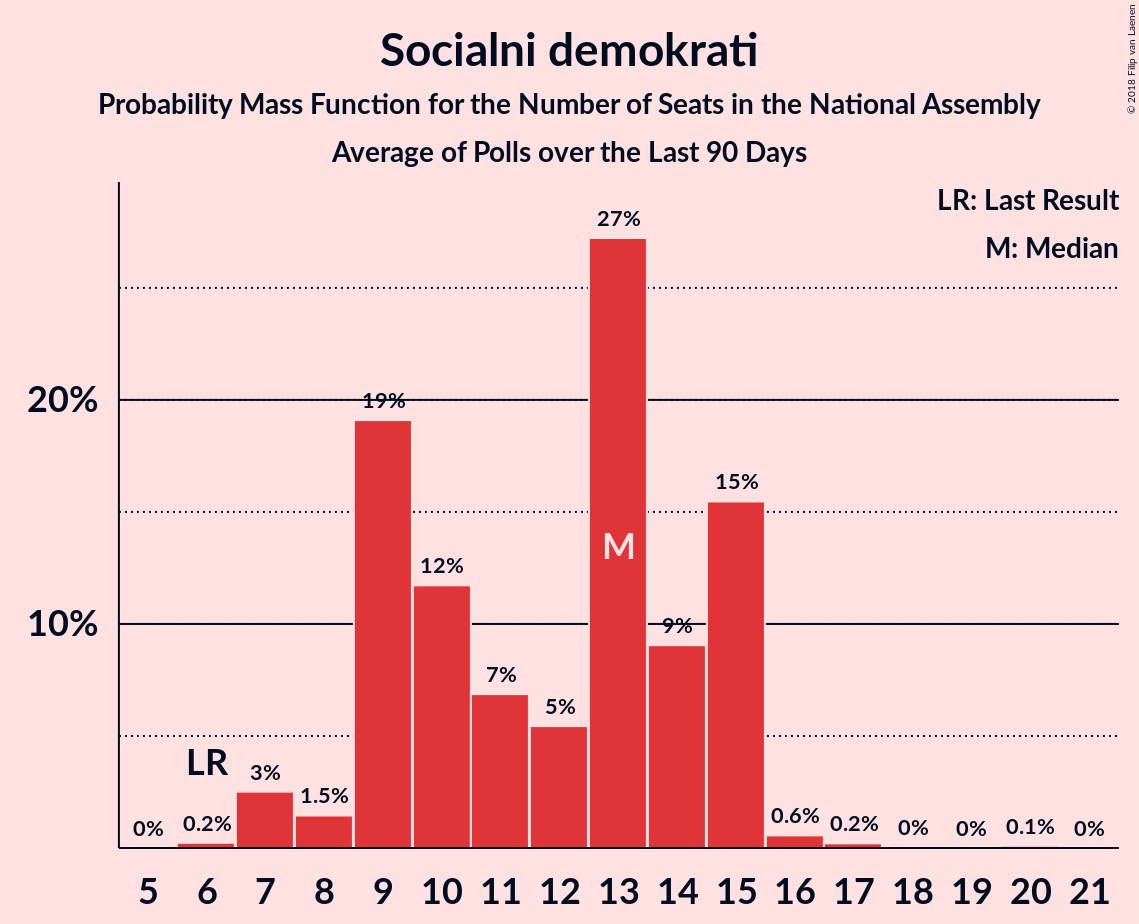 Socialni demokrati
Probability Mass Function for the Number of Seats in the National Assembly
Average of Polls over the Last 90 Days
© 2018 Filip van Laenen
LR: Last Result
M: Median
27%
20%
19%
15%
M
12%
10%
9%
7%
5%
LR
3%
1.5%
0% 0.2% 0.6% 0.2% 0% 0% 0.1% 0%
5 6 7 8 9 10 11 12 13 14 15 16 17 18 19 20 21